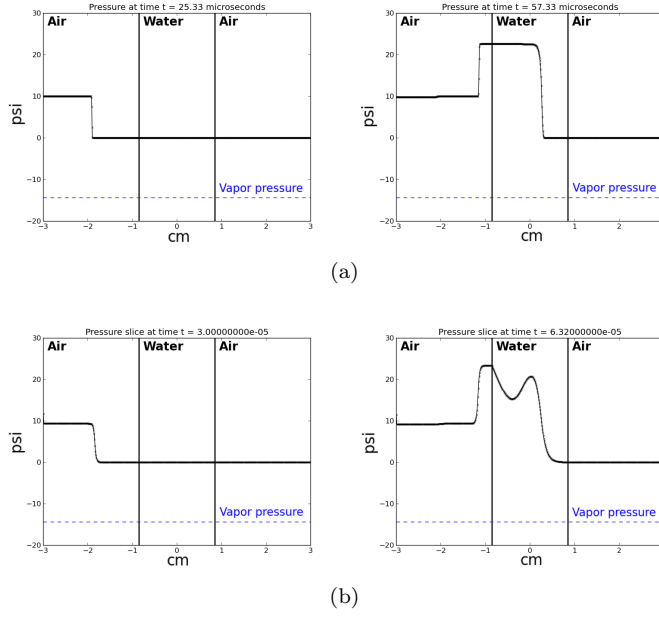 Pressure at time t = 25.33 microseconds
30
20
10
0
−10
−20
psi
Air
Water
Air
Vapor pressure
−3
−2
−1
0
1
2
3
cm
Pressure at time t = 57.33 microseconds
30
20
10
0
−10
−20
psi
Air
Water
Air
Vapor pressure
−3
−2
−1
0
1
2
cm
(a)
Pressure slice at time t = 3.00000000e-05
30
20
10
0
−10
−20
psi
Air
Water
Air
Vapor pressure
−3
−2
−1
0
1
2
3
cm
Pressure slice at time t = 6.32000000e-05
30
20
10
0
−10
−20
psi
Air
Water
Air
Vapor pressure
−3
−2
−1
0
1
2
cm
(b)